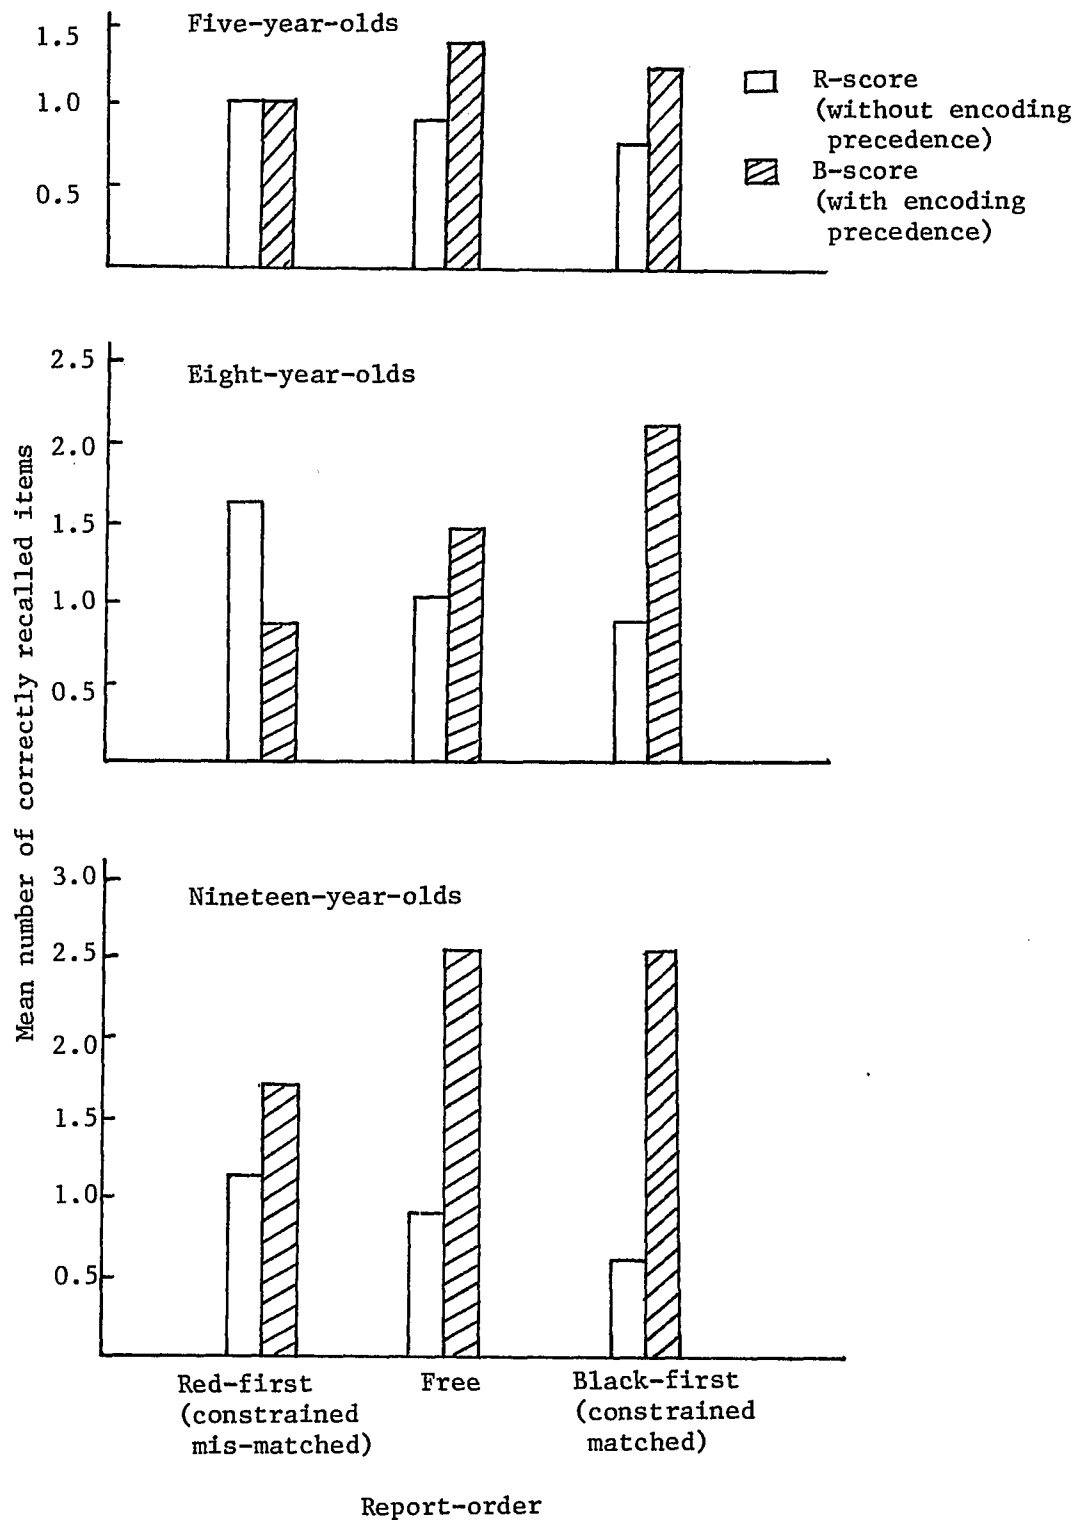 Five-year-olds
1.5
1.0
0.5
R-score
(without encoding
precedence)
B-score
(with encoding
precedence)
Eight-year-olds
2.5
2.0
1.5
1.0
0.5
Mean number of correctly recalled items
Nineteen-year-olds
3.0
2.5
2.0
1.5
1.0
0.5
Red-first
(constrained
mis-matched)
Free
Black-first
(constrained
matched)
Report-order